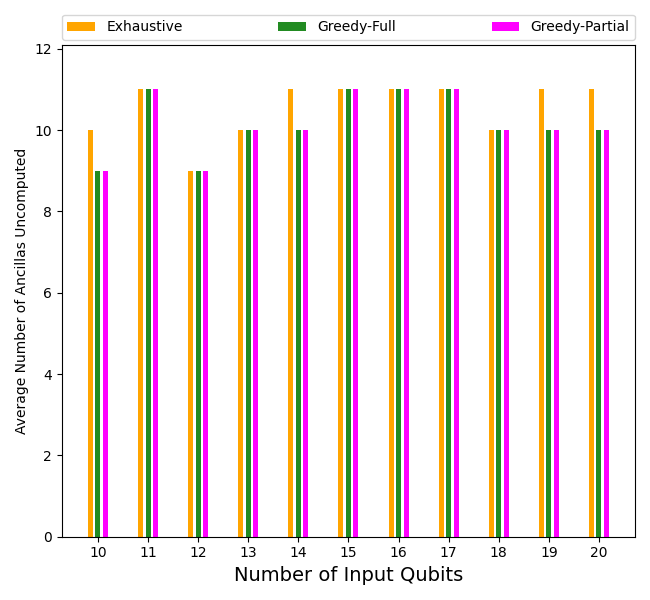 Exhaustive Greedy-Full Greedy-Partial
12
10
8
6
4
2
0
Average Number of Ancillas Uncomputed
10 11 12 13 14 15 16 17 18 19 20
Number of Input Qubits